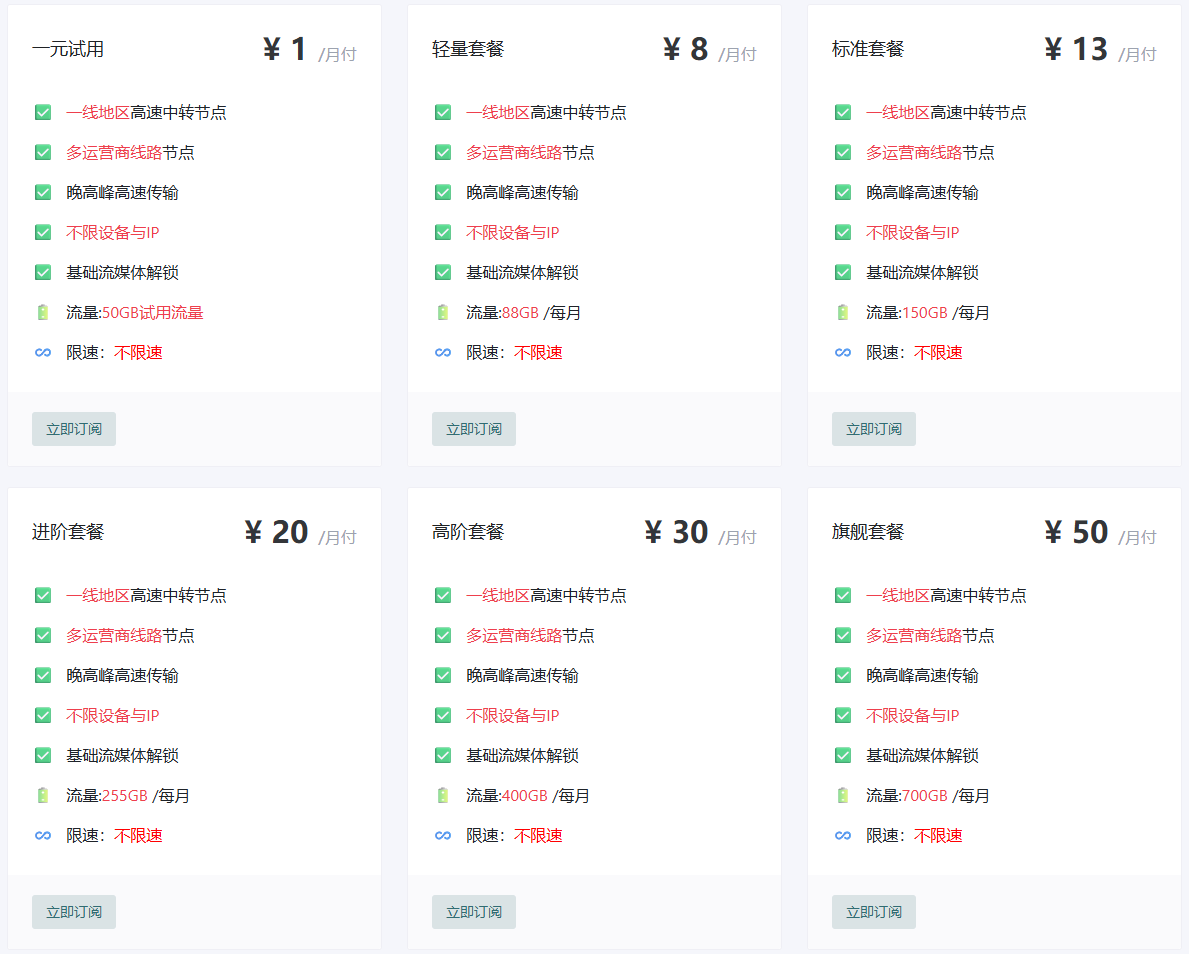 一元试用
¥ 1 /月付
一线地区高速中转节点
多运营商线路节点
晚高峰高速传输
不限设备与IP
基础流媒体解锁
流量:50GB试用流量
限速：不限速
立即订阅
轻量套餐
¥ 8 /月付
一线地区高速中转节点
多运营商线路节点
晚高峰高速传输
不限设备与IP
基础流媒体解锁
流量:88GB /每月
限速：不限速
立即订阅
标准套餐
¥ 13 /月付
一线地区高速中转节点
多运营商线路节点
晚高峰高速传输
不限设备与IP
基础流媒体解锁
流量:150GB /每月
限速：不限速
立即订阅
进阶套餐
¥ 20 /月付
一线地区高速中转节点
多运营商线路节点
晚高峰高速传输
不限设备与IP
基础流媒体解锁
流量:255GB /每月
限速：不限速
立即订阅
高阶套餐
¥ 30 /月付
一线地区高速中转节点
多运营商线路节点
晚高峰高速传输
不限设备与IP
基础流媒体解锁
流量:400GB /每月
限速：不限速
立即订阅
旗舰套餐
¥ 50 /月付
一线地区高速中转节点
多运营商线路节点
晚高峰高速传输
不限设备与IP
基础流媒体解锁
流量:700GB /每月
限速：不限速
立即订阅